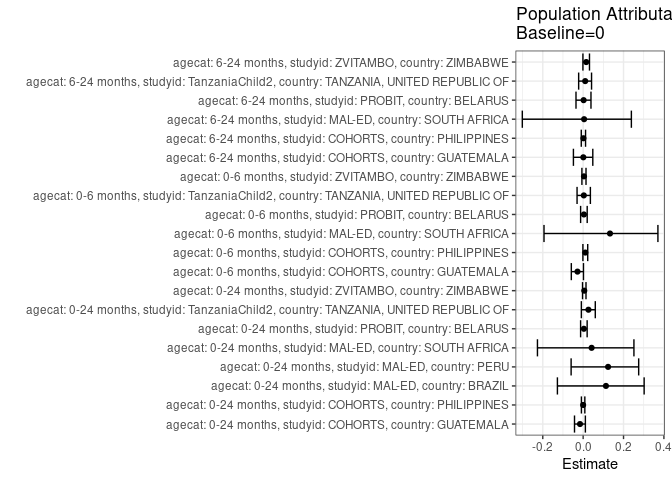 Population Attributa
Baseline=0
agecat: 6-24 months, studyid: ZVITAMBO, country: ZIMBABWE
agecat: 6-24 months, studyid: TanzaniaChild2, country: TANZANIA, UNITED REPUBLIC OF
agecat: 6-24 months, studyid: PROBIT, country: BELARUS
agecat: 6-24 months, studyid: MAL-ED, country: SOUTH AFRICA
agecat: 6-24 months, studyid: COHORTS, country: PHILIPPINES
agecat: 6-24 months, studyid: COHORTS, country: GUATEMALA
agecat: 0-6 months, studyid: ZVITAMBO, country: ZIMBABWE
agecat: 0-6 months, studyid: TanzaniaChild2, country: TANZANIA, UNITED REPUBLIC OF
agecat: 0-6 months, studyid: PROBIT, country: BELARUS
agecat: 0-6 months, studyid: MAL-ED, country: SOUTH AFRICA
agecat: 0-6 months, studyid: COHORTS, country: PHILIPPINES
agecat: 0-6 months, studyid: COHORTS, country: GUATEMALA
agecat: 0-24 months, studyid: ZVITAMBO, country: ZIMBABWE
agecat: 0-24 months, studyid: TanzaniaChild2, country: TANZANIA, UNITED REPUBLIC OF
agecat: 0-24 months, studyid: PROBIT, country: BELARUS
agecat: 0-24 months, studyid: MAL-ED, country: SOUTH AFRICA
agecat: 0-24 months, studyid: MAL-ED, country: PERU
agecat: 0-24 months, studyid: MAL-ED, country: BRAZIL
agecat: 0-24 months, studyid: COHORTS, country: PHILIPPINES
agecat: 0-24 months, studyid: COHORTS, country: GUATEMALA
-0.2 0.0 0.2 0.4
Estimate